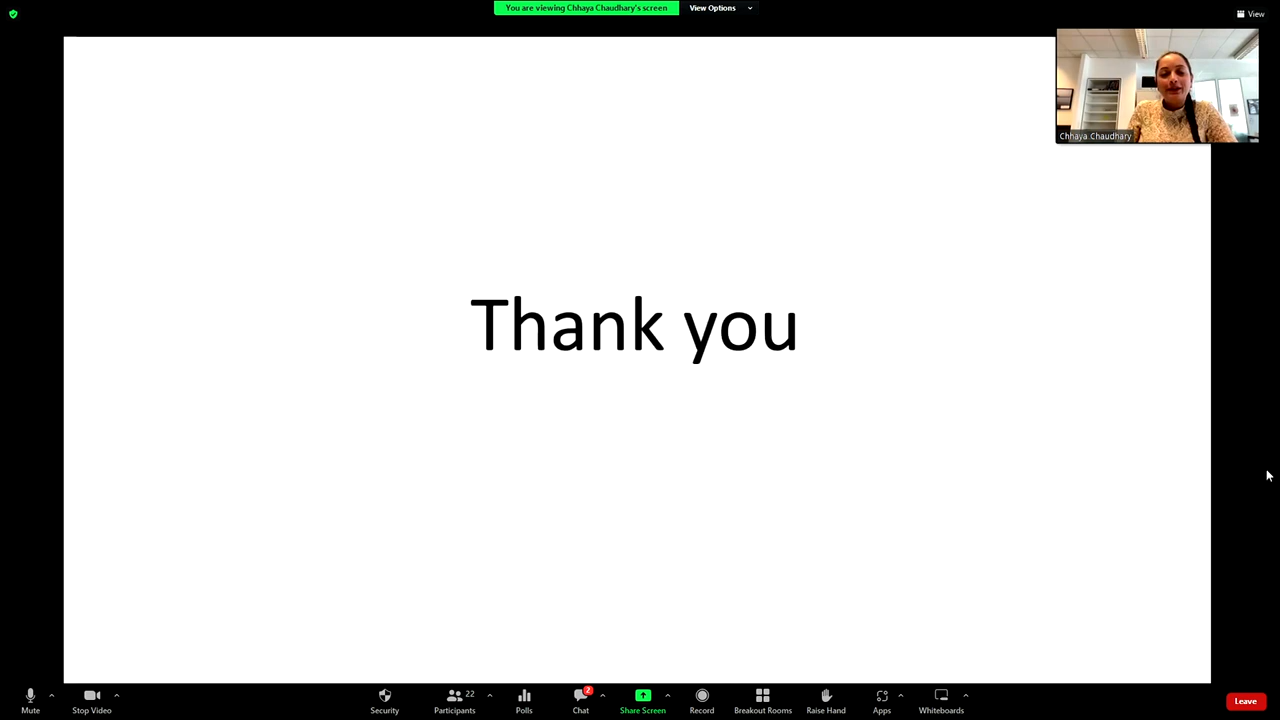 You are viewing Chhaya Chaudhary's screen View Options
View
Chhaya Chaudhary
Thank you
22
2
Mute Stop Video Security Participants Polls Chat Share Screen Record Breakout Rooms Raise Hand Apps Whiteboards Leave